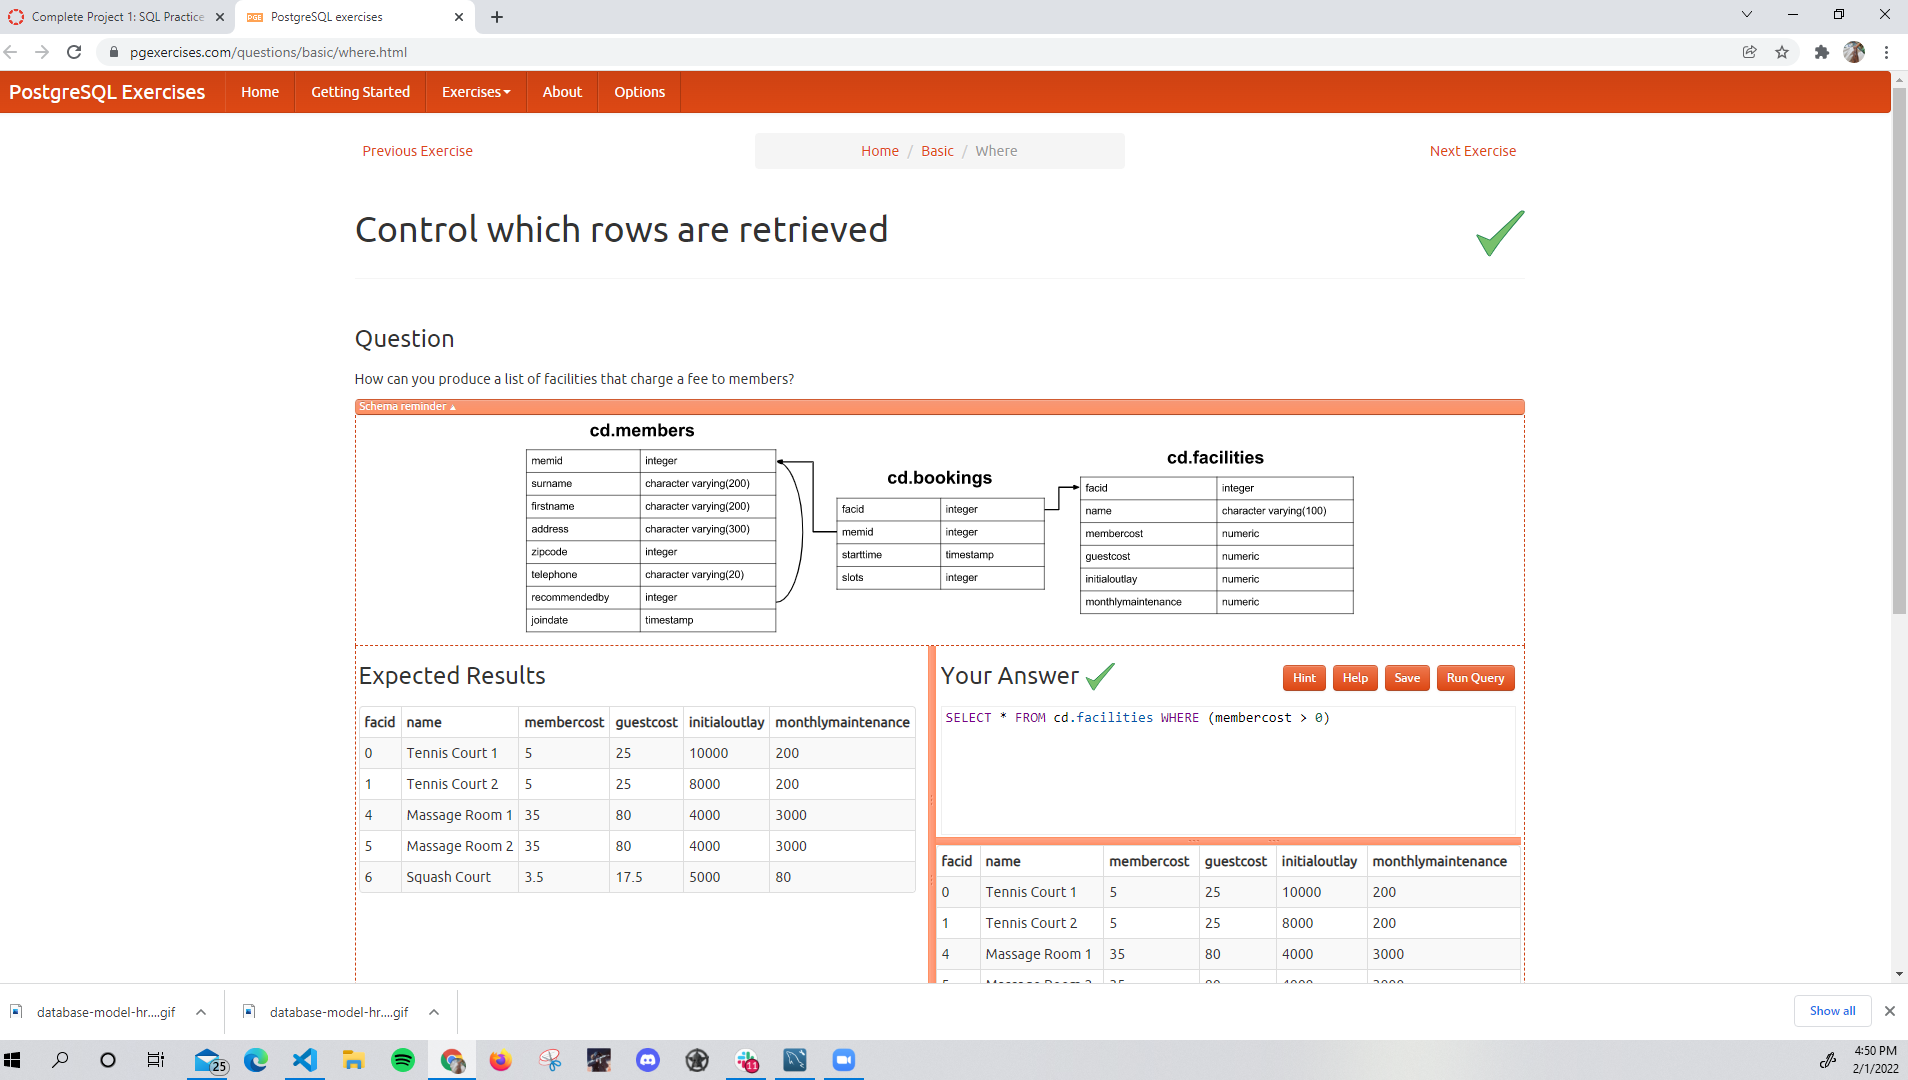 Complete Project 1: SQL Practice
PostgreSQL exercises
pgexercises.com/questions/basic/where.html
PostgreSQL Exercises Home Getting Started Exercises About Options
Previous Exercise Home / Basic / Where Next Exercise
Control which rows are retrieved
Question
How can you produce a list of facilities that charge a fee to members?
Schema reminder
cd.members
memid integer
surname character varying(200)
firstname character varying(200)
address character varying(300)
zipcode integer
telephone character varying(20)
recommendedby integer
joindate timestamp
cd.bookings
facid integer
memid integer
starttime timestamp
slots integer
cd.facilities
facid integer
name character varying(100)
membercost numeric
guestcost numeric
initialoutlay numeric
monthlymaintenance numeric
Expected Results
facid name membercost guestcost initialoutlay monthlymaintenance
0 Tennis Court 1 5 25 10000 200
1 Tennis Court 2 5 25 8000 200
4 Massage Room 1 35 80 4000 3000
5 Massage Room 2 35 80 4000 3000
6 Squash Court 3.5 17.5 5000 80
Your Answer Hint Help Save Run Query
SELECT * FROM cd.facilities WHERE (membercost > 0)
facid name membercost guestcost initialoutlay monthlymaintenance
0 Tennis Court 1 5 25 10000 200
1 Tennis Court 2 5 25 8000 200
4 Massage Room 1 35 80 4000 3000
database-model-hr....gif
database-model-hr....gif
Show all
25
11
4:50 PM
2/1/2022